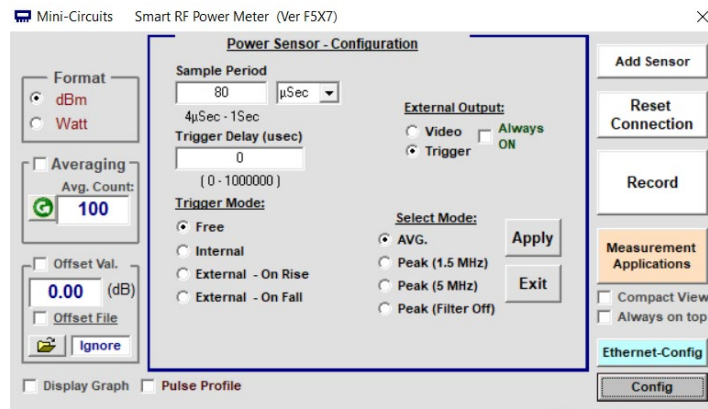 Mini-Circuits Smart RF Power Meter (Ver F5X7)
Power Sensor - Configuration
Format
dBm
Watt
Averaging
Avg. Count:
100
Offset Val.
0.00 (dB)
Offset File
Ignore
Display Graph
Pulse Profile
Sample Period
80 µSec
4µSec - 1Sec
Trigger Delay (usec)
0
( 0 - 1000000 )
Trigger Mode:
Free
Internal
External - On Rise
External - On Fall
External Output:
Video
Trigger
Always
ON
Select Mode:
AVG.
Peak (1.5 MHz)
Peak (5 MHz)
Peak (Filter Off)
Apply
Exit
Add Sensor
Reset
Connection
Record
Measurement
Applications
Compact View
Always on top
Ethernet-Config
Config